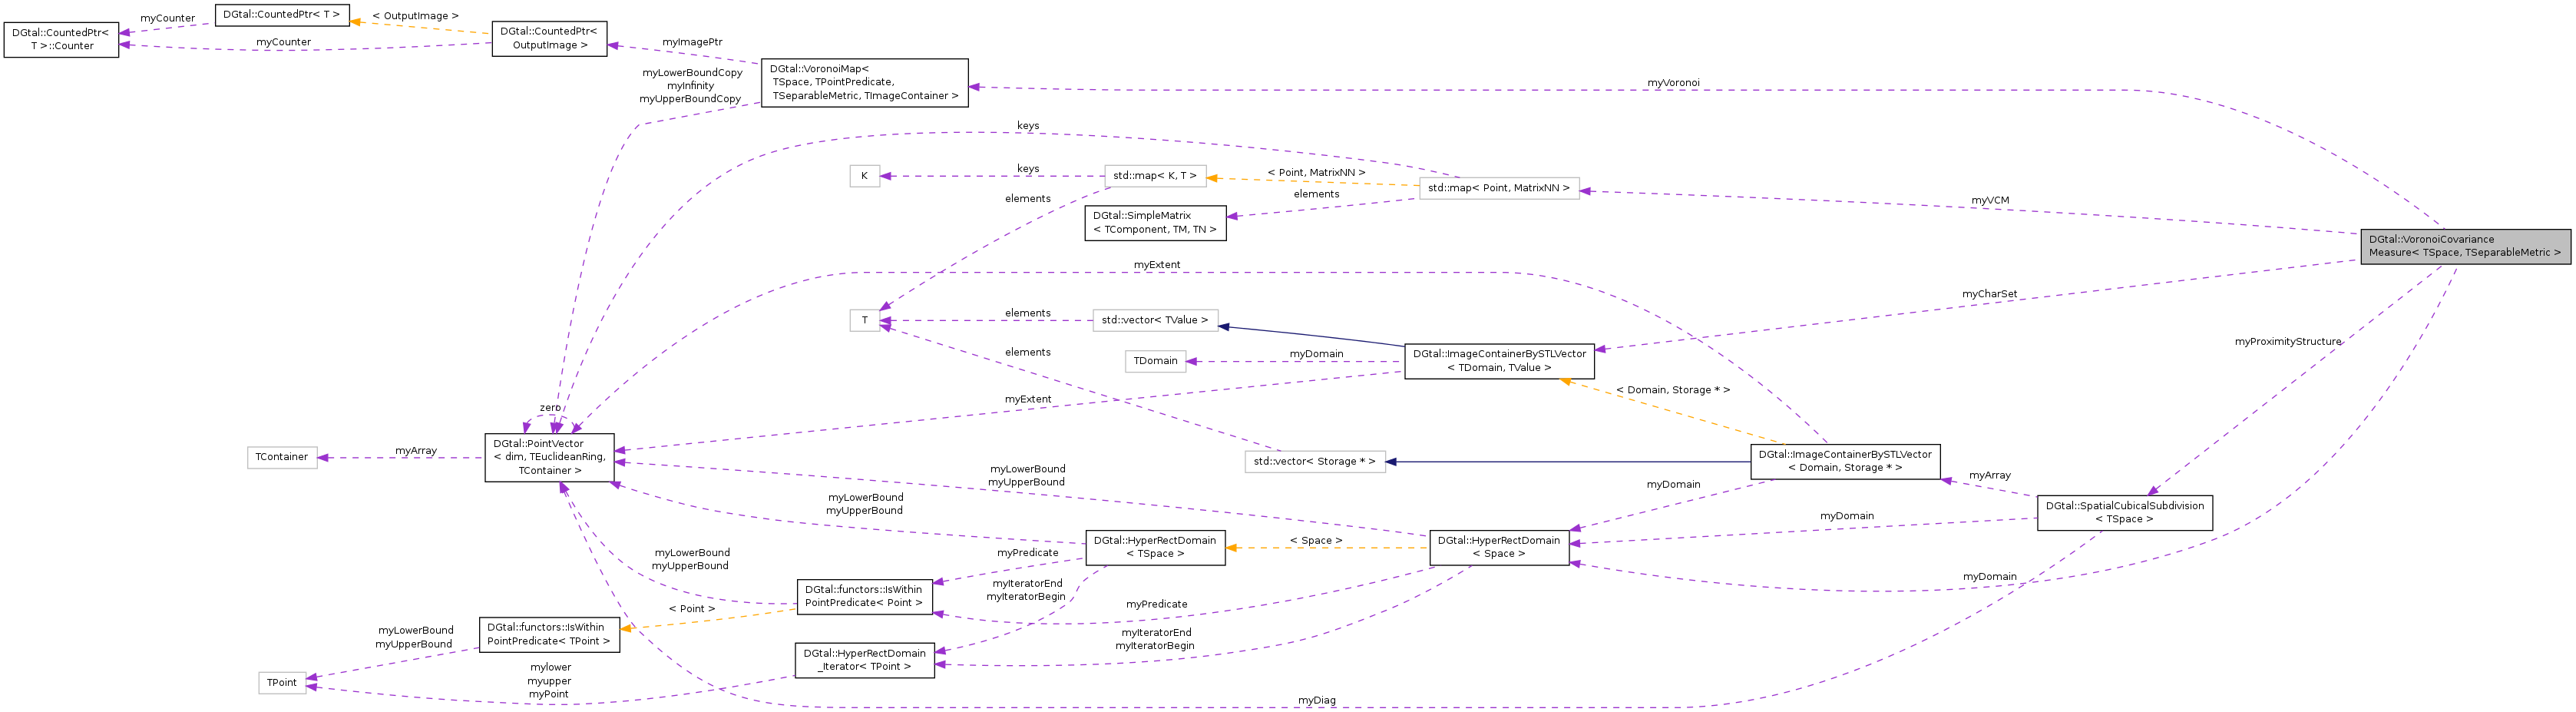 DGtal::CountedPtr<
T >::Counter
myCounter
myCounter
DGtal::CountedPtr< T >
< OutputImage >
DGtal::CountedPtr<
OutputImage >
myImagePtr
myLowerBoundCopy
myInfinity
myUpperBoundCopy
DGtal::VoronoiMap<
TSpace, TPointPredicate,
TSeparableMetric, TImageContainer >
myVoronoi
keys
K
keys
std::map< K, T >
< Point, MatrixNN >
elements
std::map< Point, MatrixNN >
elements
DGtal::SimpleMatrix
< TComponent, TM, TN >
myVCM
DGtal::VoronoiCovariance
Measure< TSpace, TSeparableMetric >
myExtent
myCharSet
T
elements
std::vector< TValue >
elements
TDomain
myDomain
DGtal::ImageContainerBySTLVector
< TDomain, TValue >
myProximityStructure
myExtent
< Domain, Storage * >
zero
TContainer
myArray
DGtal::PointVector
< dim, TEuclideanRing,
TContainer >
std::vector< Storage * >
DGtal::ImageContainerBySTLVector
< Domain, Storage * >
myLowerBound
myUpperBound
myDomain
myArray
DGtal::SpatialCubicalSubdivision
< TSpace >
myLowerBound
myUpperBound
myDomain
DGtal::HyperRectDomain
< TSpace >
< Space >
DGtal::HyperRectDomain
< Space >
myLowerBound
myUpperBound
myPredicate
myIteratorEnd
myIteratorBegin
myDomain
DGtal::functors::IsWithin
PointPredicate< Point >
< Point >
myPredicate
DGtal::functors::IsWithin
PointPredicate< TPoint >
myLowerBound
myUpperBound
myIteratorEnd
myIteratorBegin
DGtal::HyperRectDomain
_Iterator< TPoint >
TPoint
mylower
myupper
myPoint
myDiag